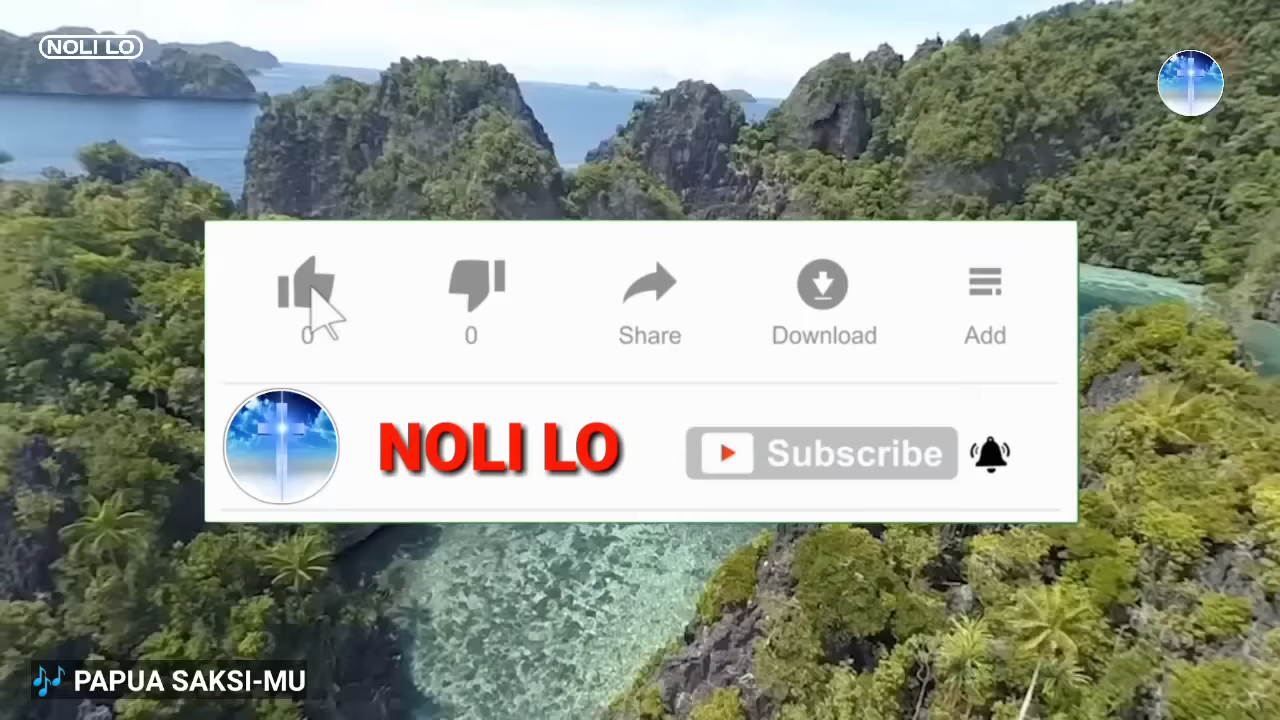 NOLI LO
0
0
Share
Download
Add
NOLI LO
Subscribe
🎶 PAPUA SAKSI-MU